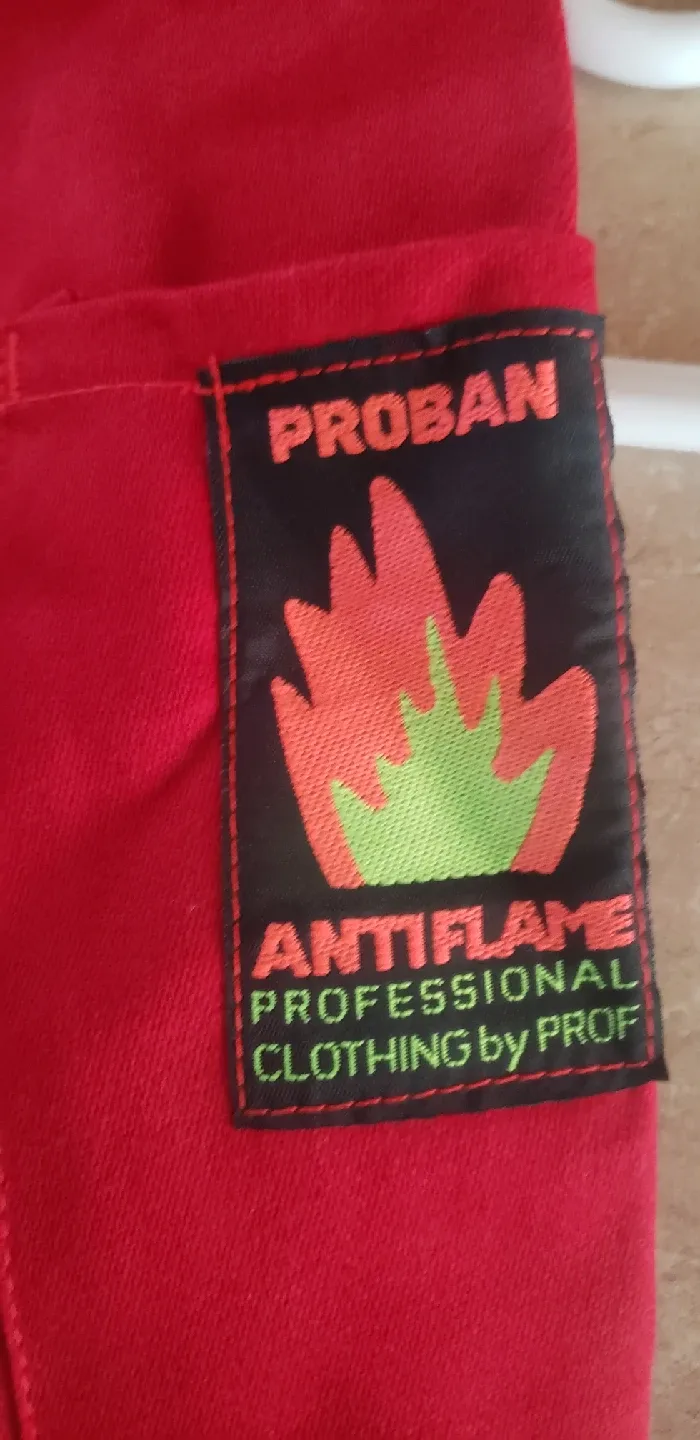 PROBAN
ANTIFLAME
PROFESSIONAL
CLOTHING by PROF